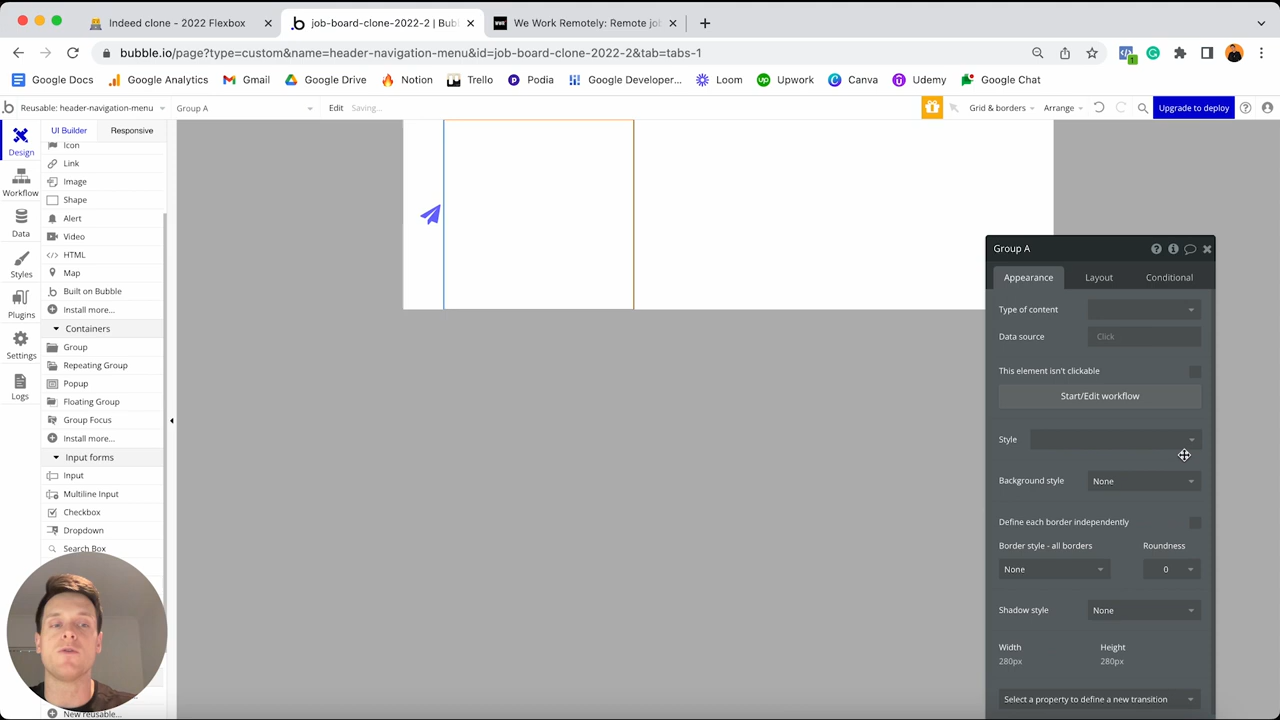 Indeed clone - 2022 Flexbox
job-board-clone-2022-2 | Bubb
We Work Remotely: Remote jo
bubble.io/page?type=custom&name=header-navigation-menu&id=job-board-clone-2022-2&tab=tabs-1
1
Google Docs
Google Analytics
Gmail
Google Drive
Notion
Trello
Podia
Google Developer...
Loom
Upwork
Canva
Udemy
Google Chat
Reusable: header-navigation-menu
Group A
Edit
Saving...
Grid & borders
Arrange
Upgrade to deploy
Design
Workflow
Data
Styles
Plugins
Settings
Logs
UI Builder
Responsive
Icon
Link
Image
Shape
Alert
Video
HTML
Map
Built on Bubble
Install more...
Containers
Group
Repeating Group
Popup
Floating Group
Group Focus
Install more...
Input forms
Input
Multiline Input
Checkbox
Dropdown
Search Box
New reusable...
Group A
Appearance
Layout
Conditional
Type of content
Data source
Click
This element isn't clickable
Start/Edit workflow
Style
Background style
None
Define each border independently
Border style - all borders
Roundness
None
0
Shadow style
None
Width
Height
280px
280px
Select a property to define a new transition